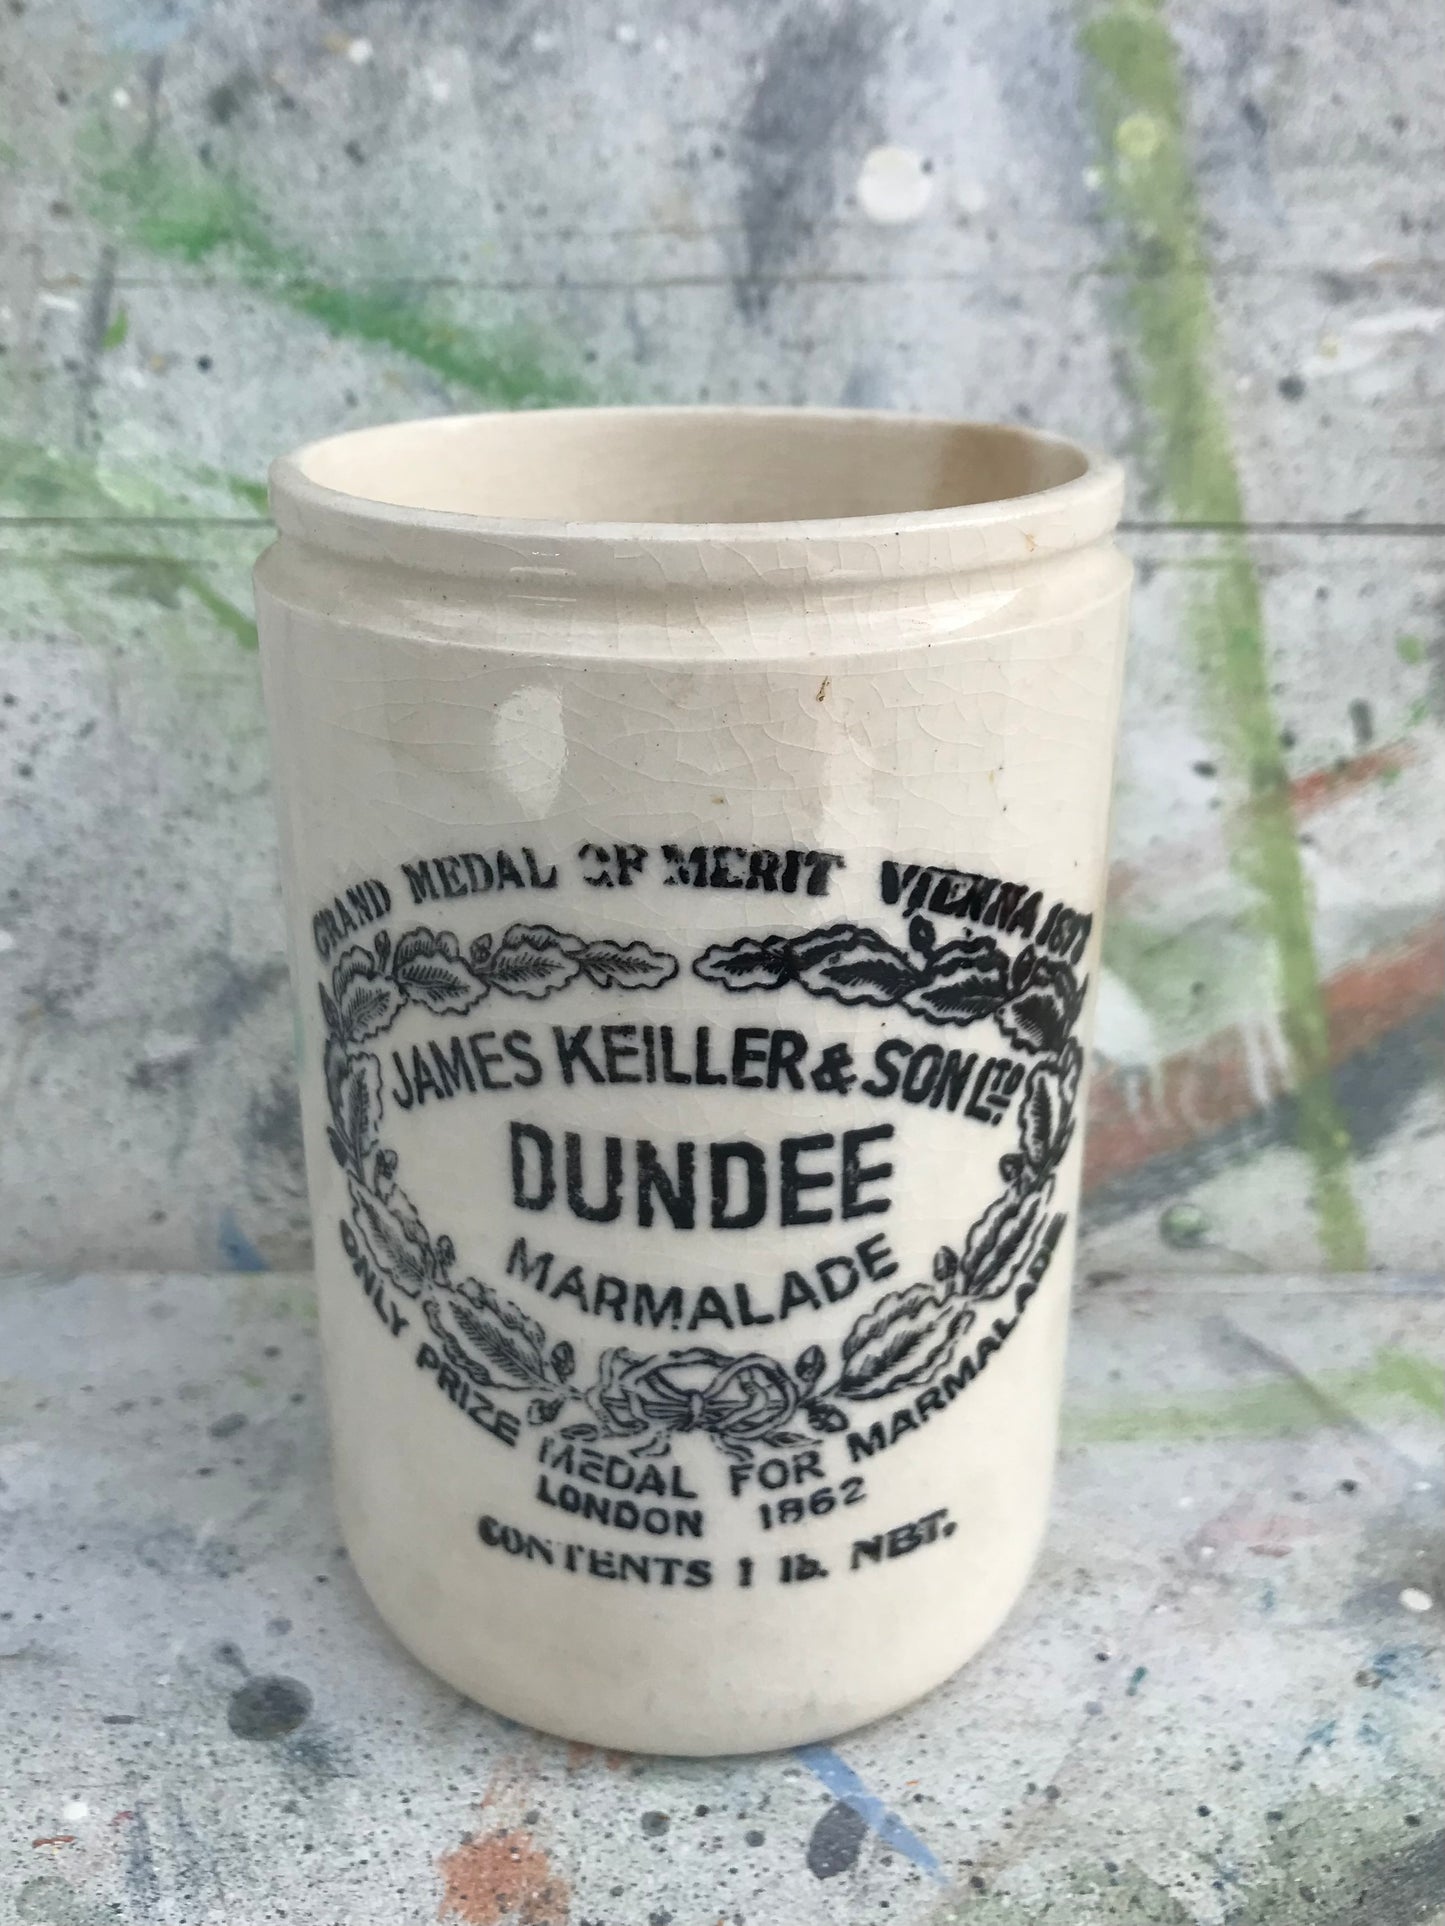 GRAND MEDAL OF MERIT VIENNA 1873
JAMES KEILLER & SON LTD.
DUNDEE
MARMALADE
ONLY PRIZE MEDAL FOR MARMALADE
LONDON 1862
CONTENTS 1 lb. NET.